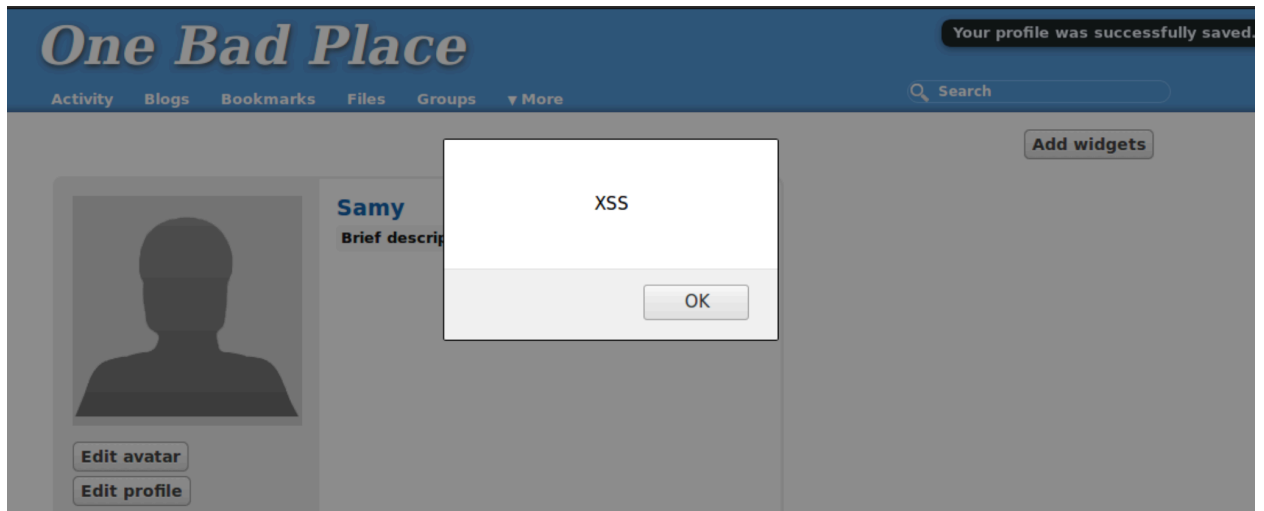 One Bad Place
Your profile was successfully saved.
Activity Blogs Bookmarks Files Groups ▼ More
Search
Add widgets
XSS
Samy
Brief descrip
OK
Edit avatar
Edit profile